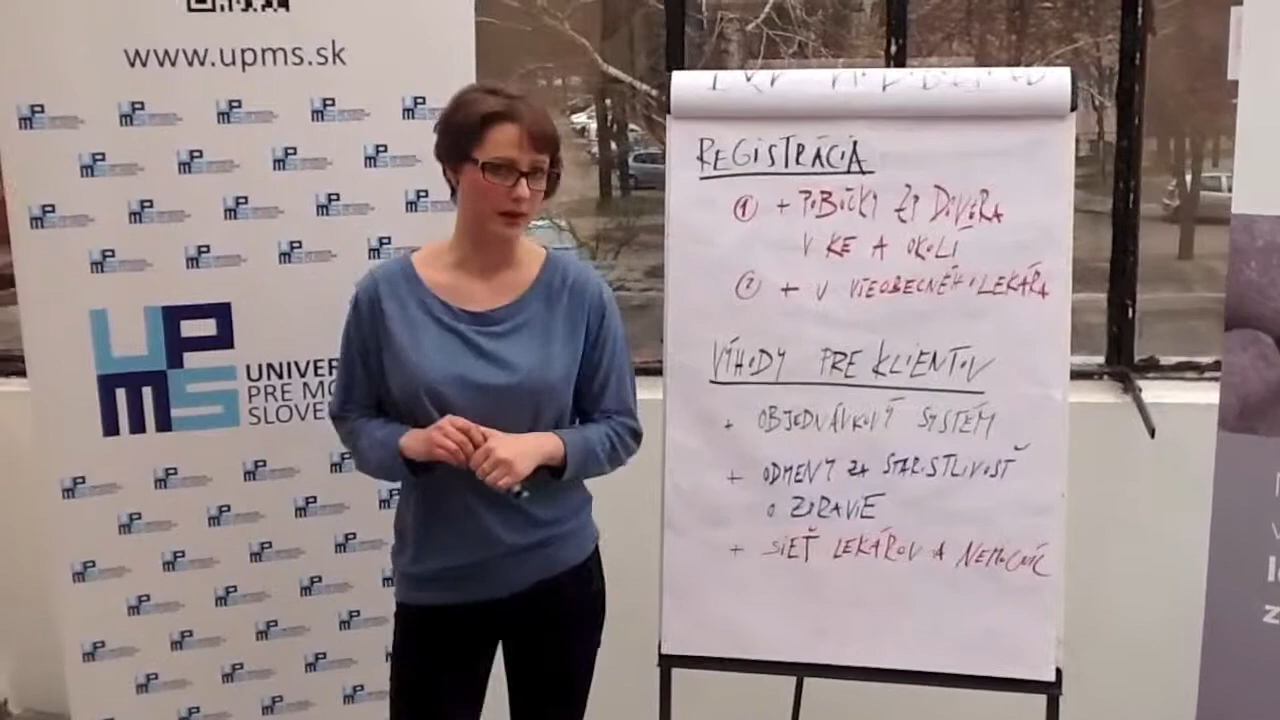 www.upms.sk
UPMS
UNIVER
PRE MO
SLOVE
REGISTRÁCIA
① + POBOČKY ZP DÔVERA
V KE A OKOLÍ
② + U VŠEOBECNÉHO LEKÁRA
VÝHODY PRE KLIENTOV
+ OBJEDNÁVKOVÝ SYSTÉM
+ ODMENY ZA STAROSTLIVOSŤ
O ZDRAVIE
+ SIEŤ LEKÁROV A NEMOCNÍC